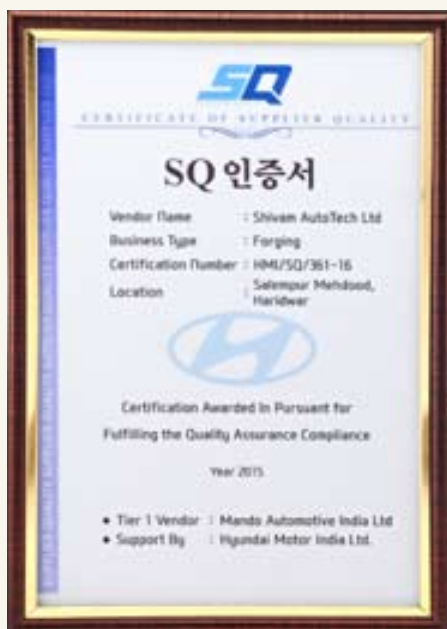 SQ
CERTIFICATE OF SUPPLIER QUALITY
SQ 인증서
Vendor Name : Shivam AutoTech Ltd
Business Type : Forging
Certification Number : HMI/SQ/361-16
Location : Salempur Mehdood,
Haridwar
Certification Awarded In Pursuant for
Fulfilling the Quality Assurance Compliance
Year 2015
• Tier 1 Vendor : Mando Automotive India Ltd
• Support By : Hyundai Motor India Ltd.